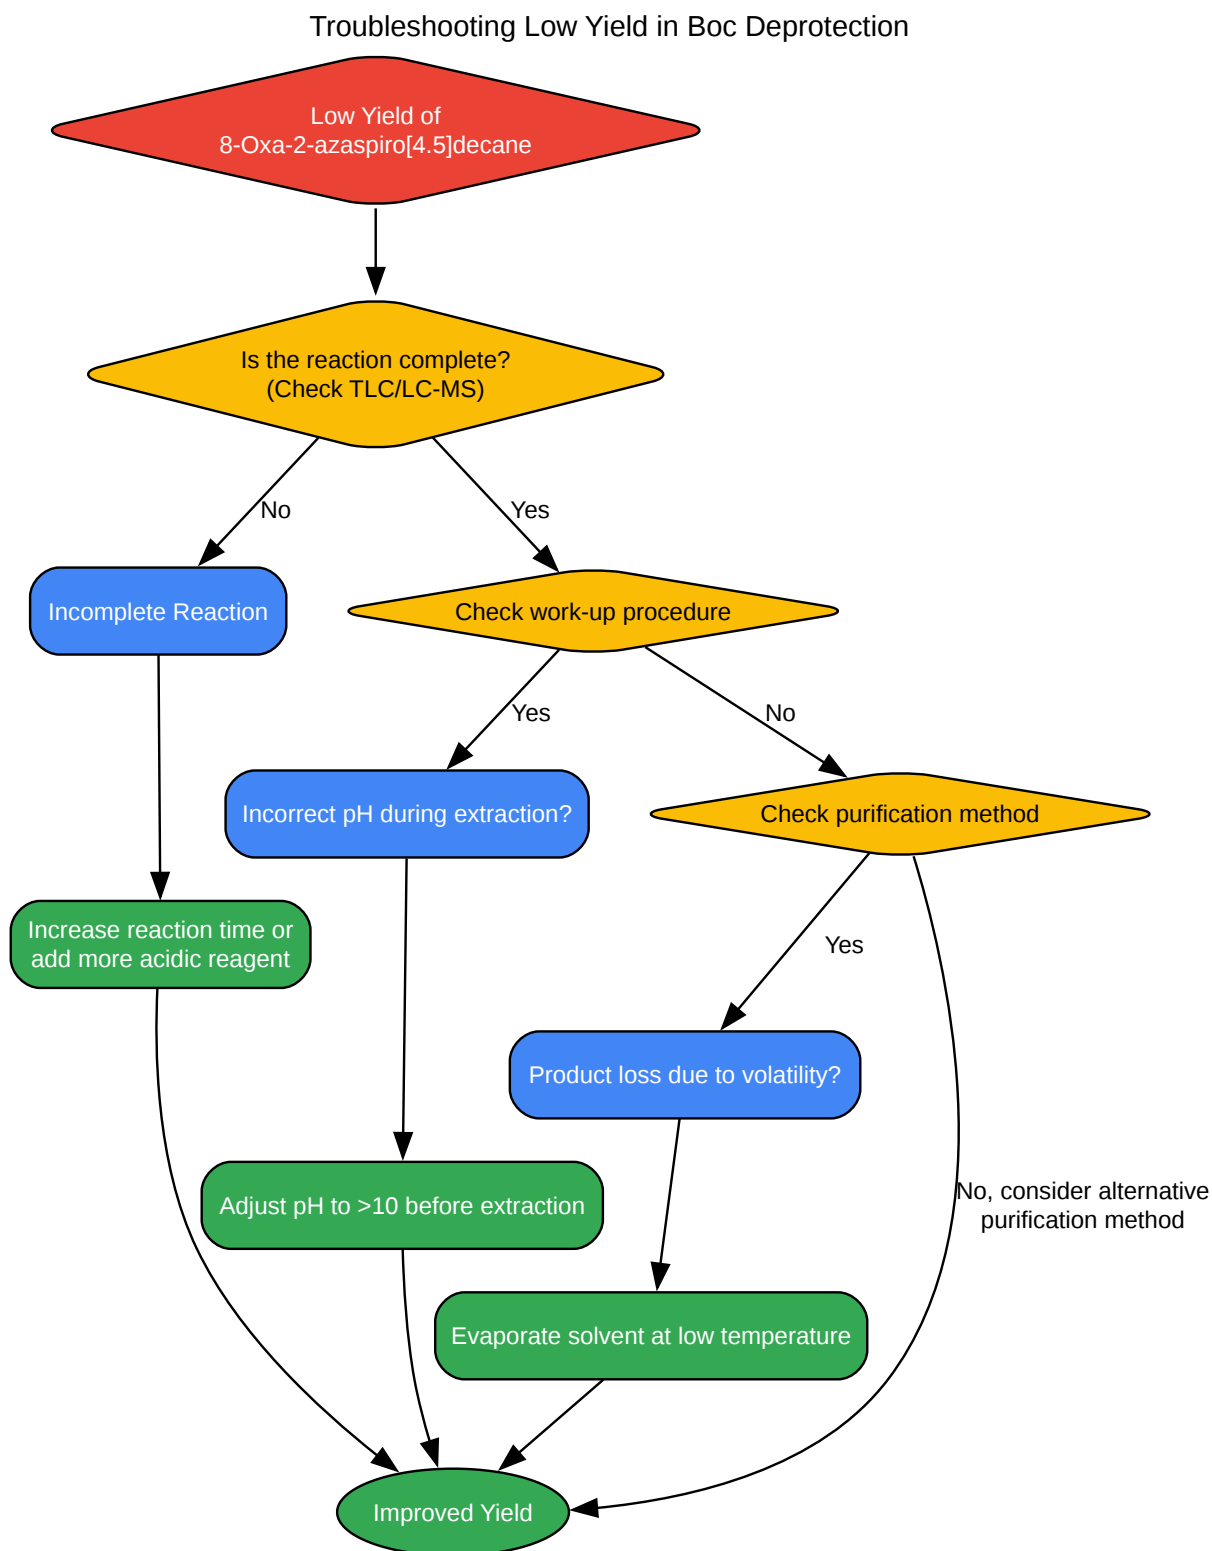 Troubleshooting Low Yield in Boc Deprotection
Low Yield of
8-Oxa-2-azaspiro[4.5]decane
Is the reaction complete?
(Check TLC/LC-MS)
No
Yes
Incomplete Reaction
Check work-up procedure
Yes
No
Incorrect pH during extraction?
Check purification method
Increase reaction time or
add more acidic reagent
Yes
Product loss due to volatility?
Adjust pH to >10 before extraction
No, consider alternative
purification method
Evaporate solvent at low temperature
Improved Yield